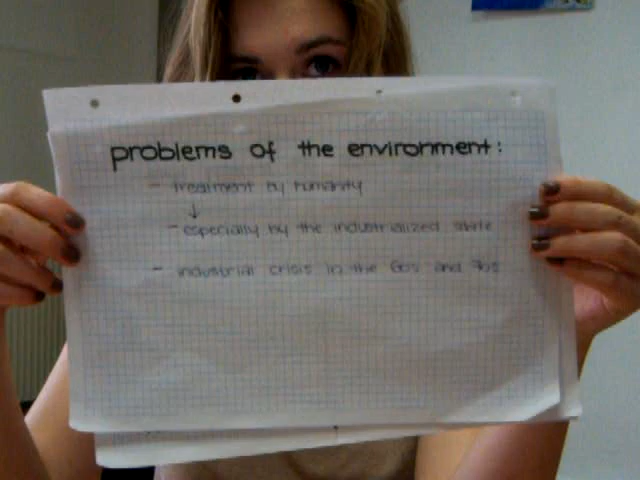 problems of the environment:
- treatment by humanity
↓
- especially by the industrialized state
- industrial crisis in the 60s and 70s